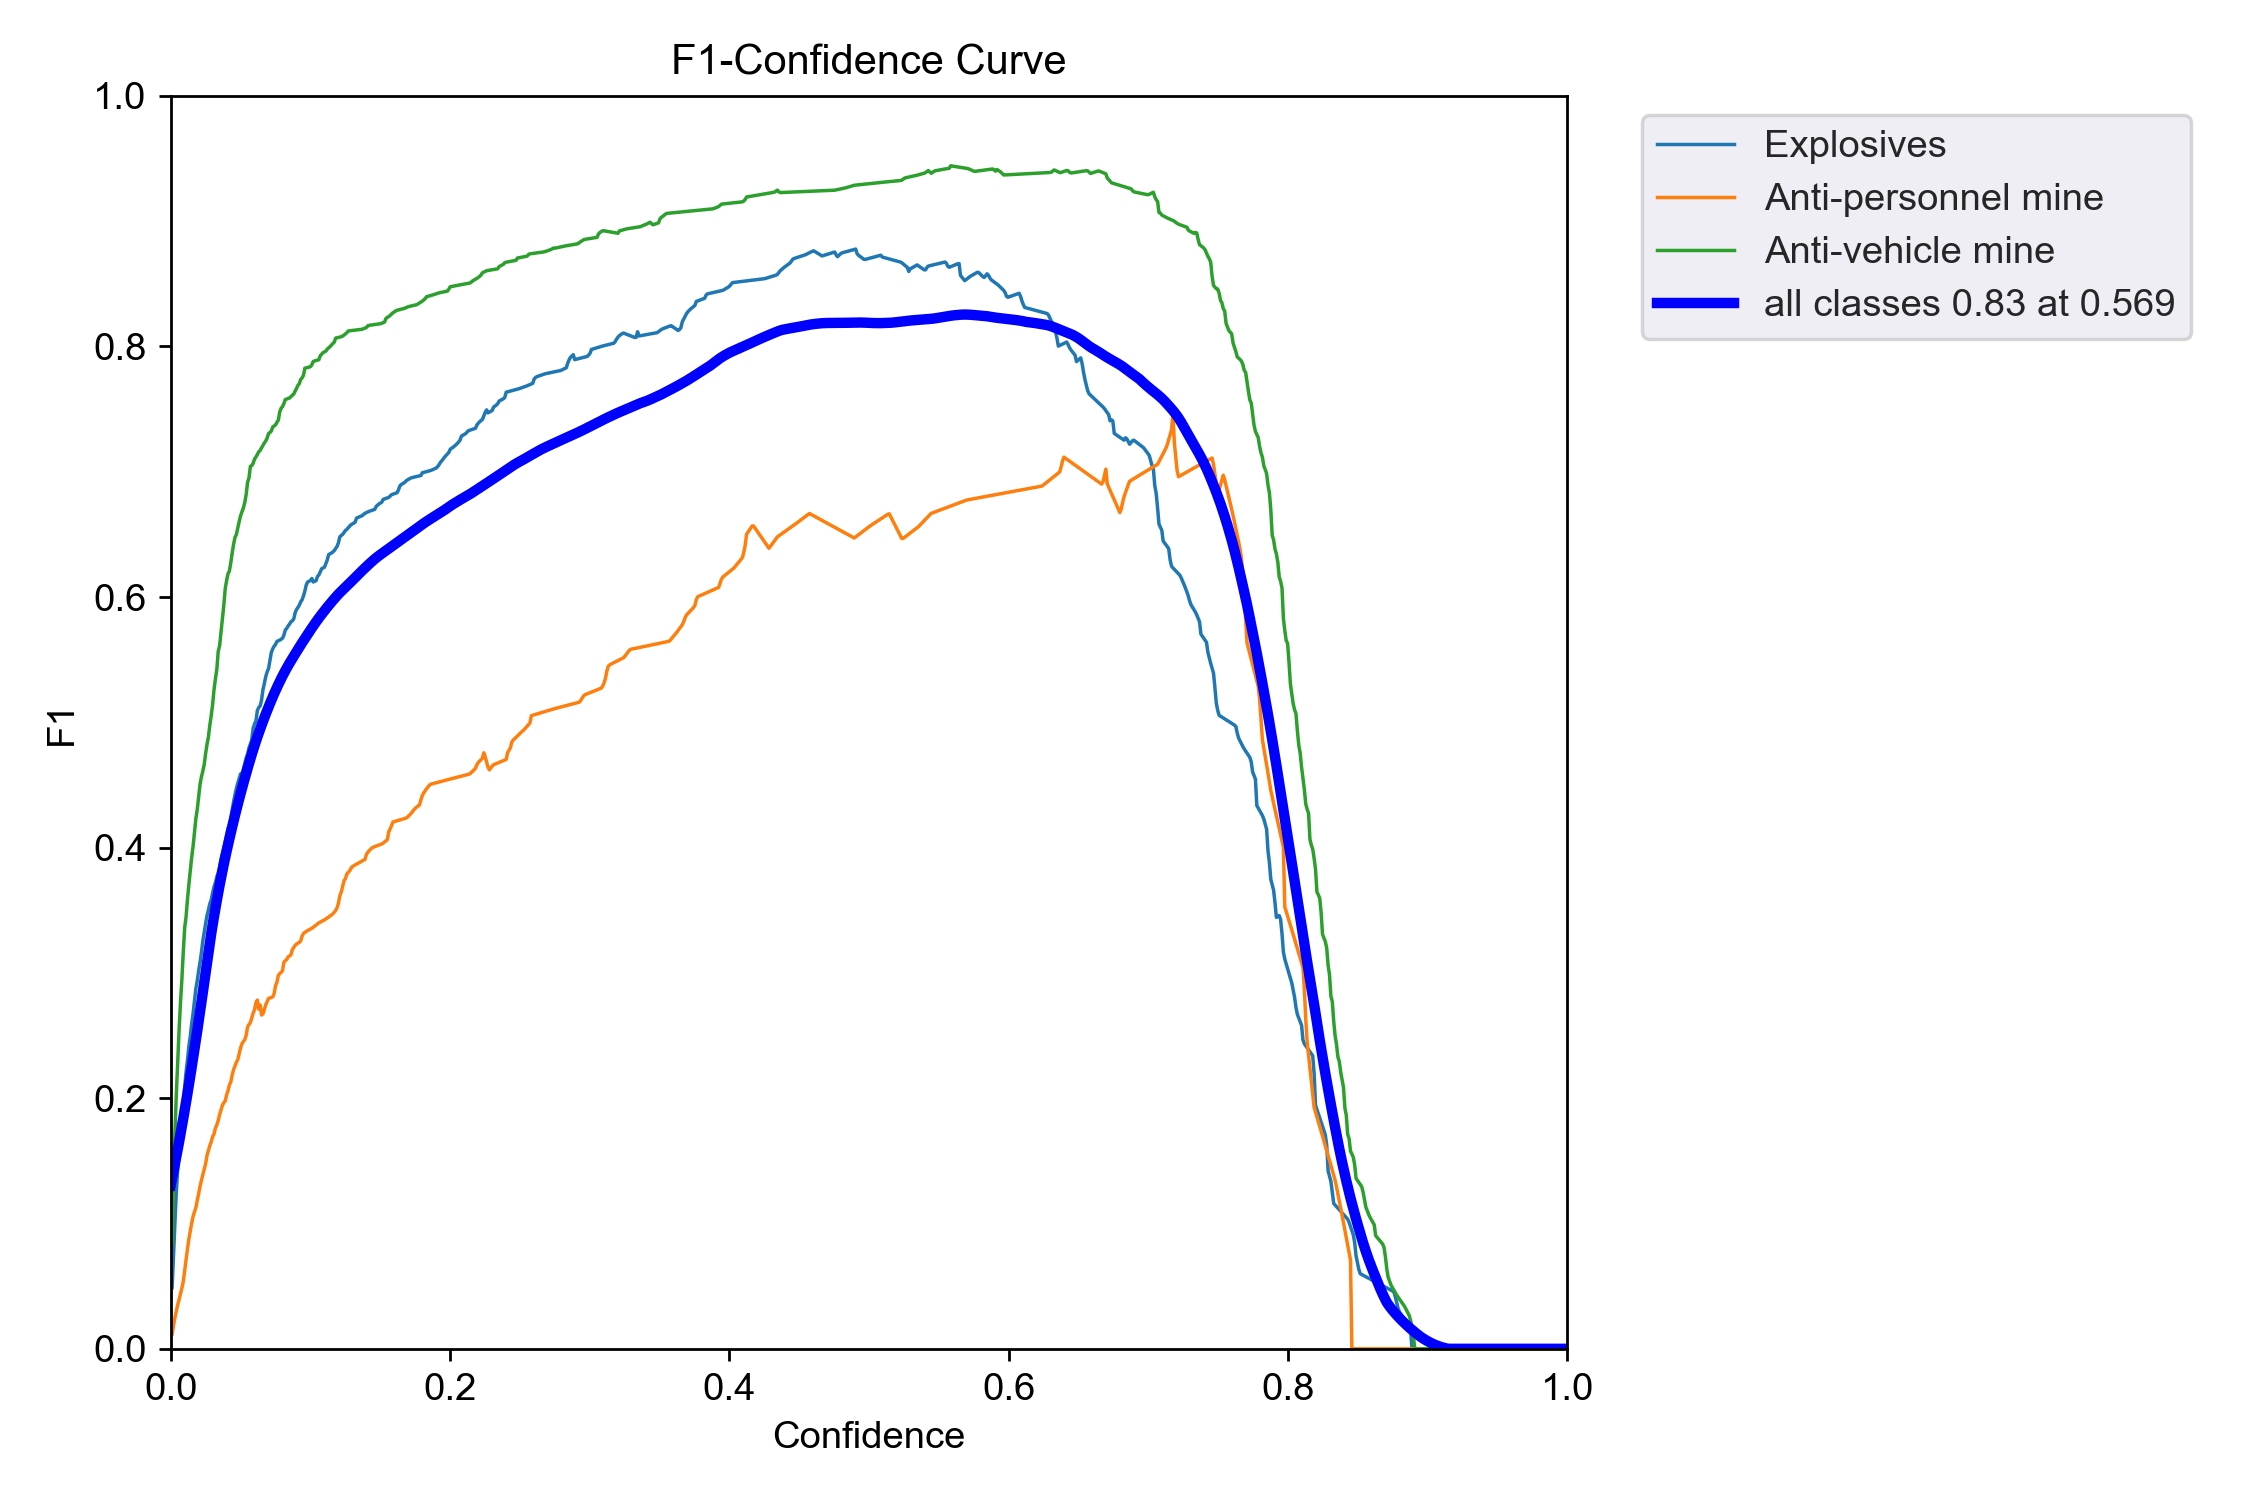 F1-Confidence Curve
1.0
0.8
0.6
0.4
0.2
0.0
F1
0.0 0.2 0.4 0.6 0.8 1.0
Confidence
Explosives
Anti-personnel mine
Anti-vehicle mine
all classes 0.83 at 0.569